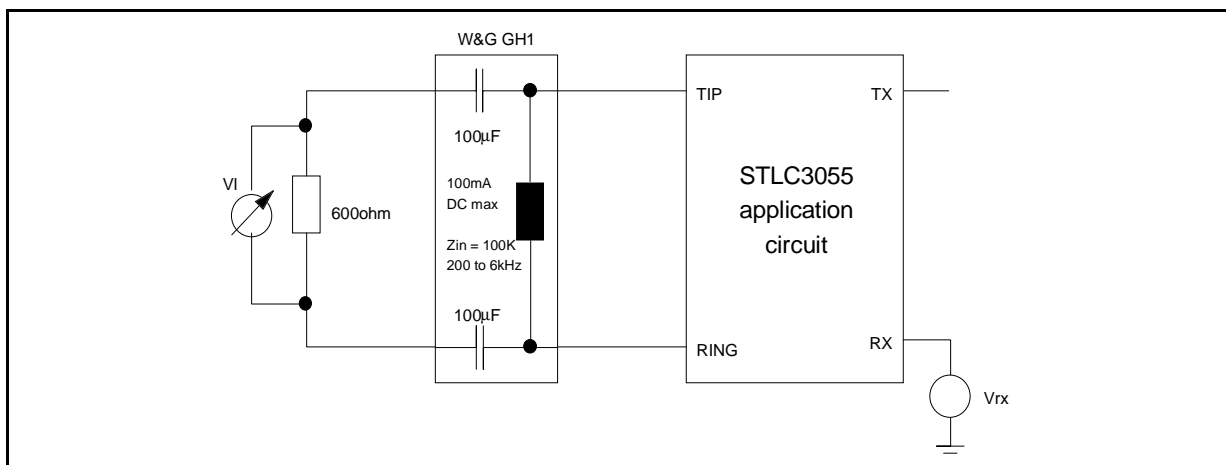 W&G GH1
TIP
TX
100μF
STLC3055
application
circuit
VI
600ohm
100mA
DC max
Zin = 100K
200 to 6kHz
100μF
RING
RX
Vrx